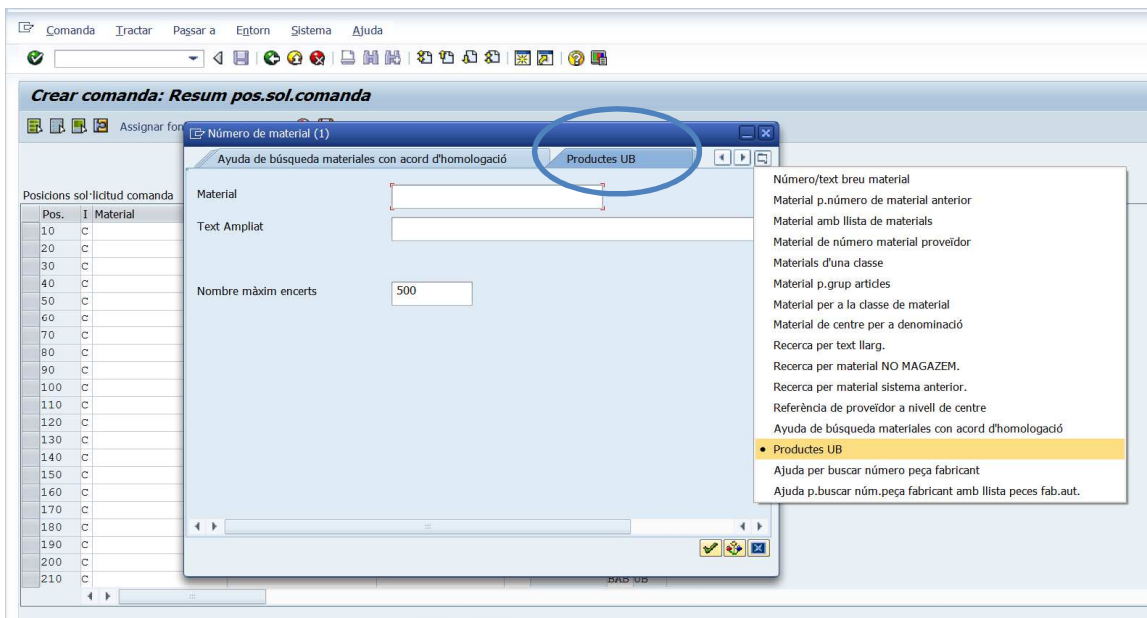 Comanda Tractar Passar a Entorn Sistema Ajuda
Crear comanda: Resum pos.sol.comanda
Assignar
Número de material (1)
Ayuda de búsqueda materiales con acord d'homologació Productes UB
Posicions sol·licitud comanda
Pos. I Material
10 C
20 C
30 C
40 C
50 C
60 C
70 C
80 C
90 C
100 C
110 C
120 C
130 C
140 C
150 C
160 C
170 C
180 C
190 C
200 C
210 C BAB UB
Material
Text Ampliat
Nombre màxim encerts 500
Número/text breu material
Material p.número de material anterior
Material amb llista de materials
Material de número material proveïdor
Materials d'una classe
Material p.grup articles
Material per a la classe de material
Material de centre per a denominació
Recerca per text llarg.
Recerca per material NO MAGAZEM.
Recerca per material sistema anterior.
Referència de proveïdor a nivell de centre
Ayuda de búsqueda materiales con acord d'homologació
Productes UB
Ajuda per buscar número peça fabricant
Ajuda p.buscar núm.peça fabricant amb llista peces fab.aut.